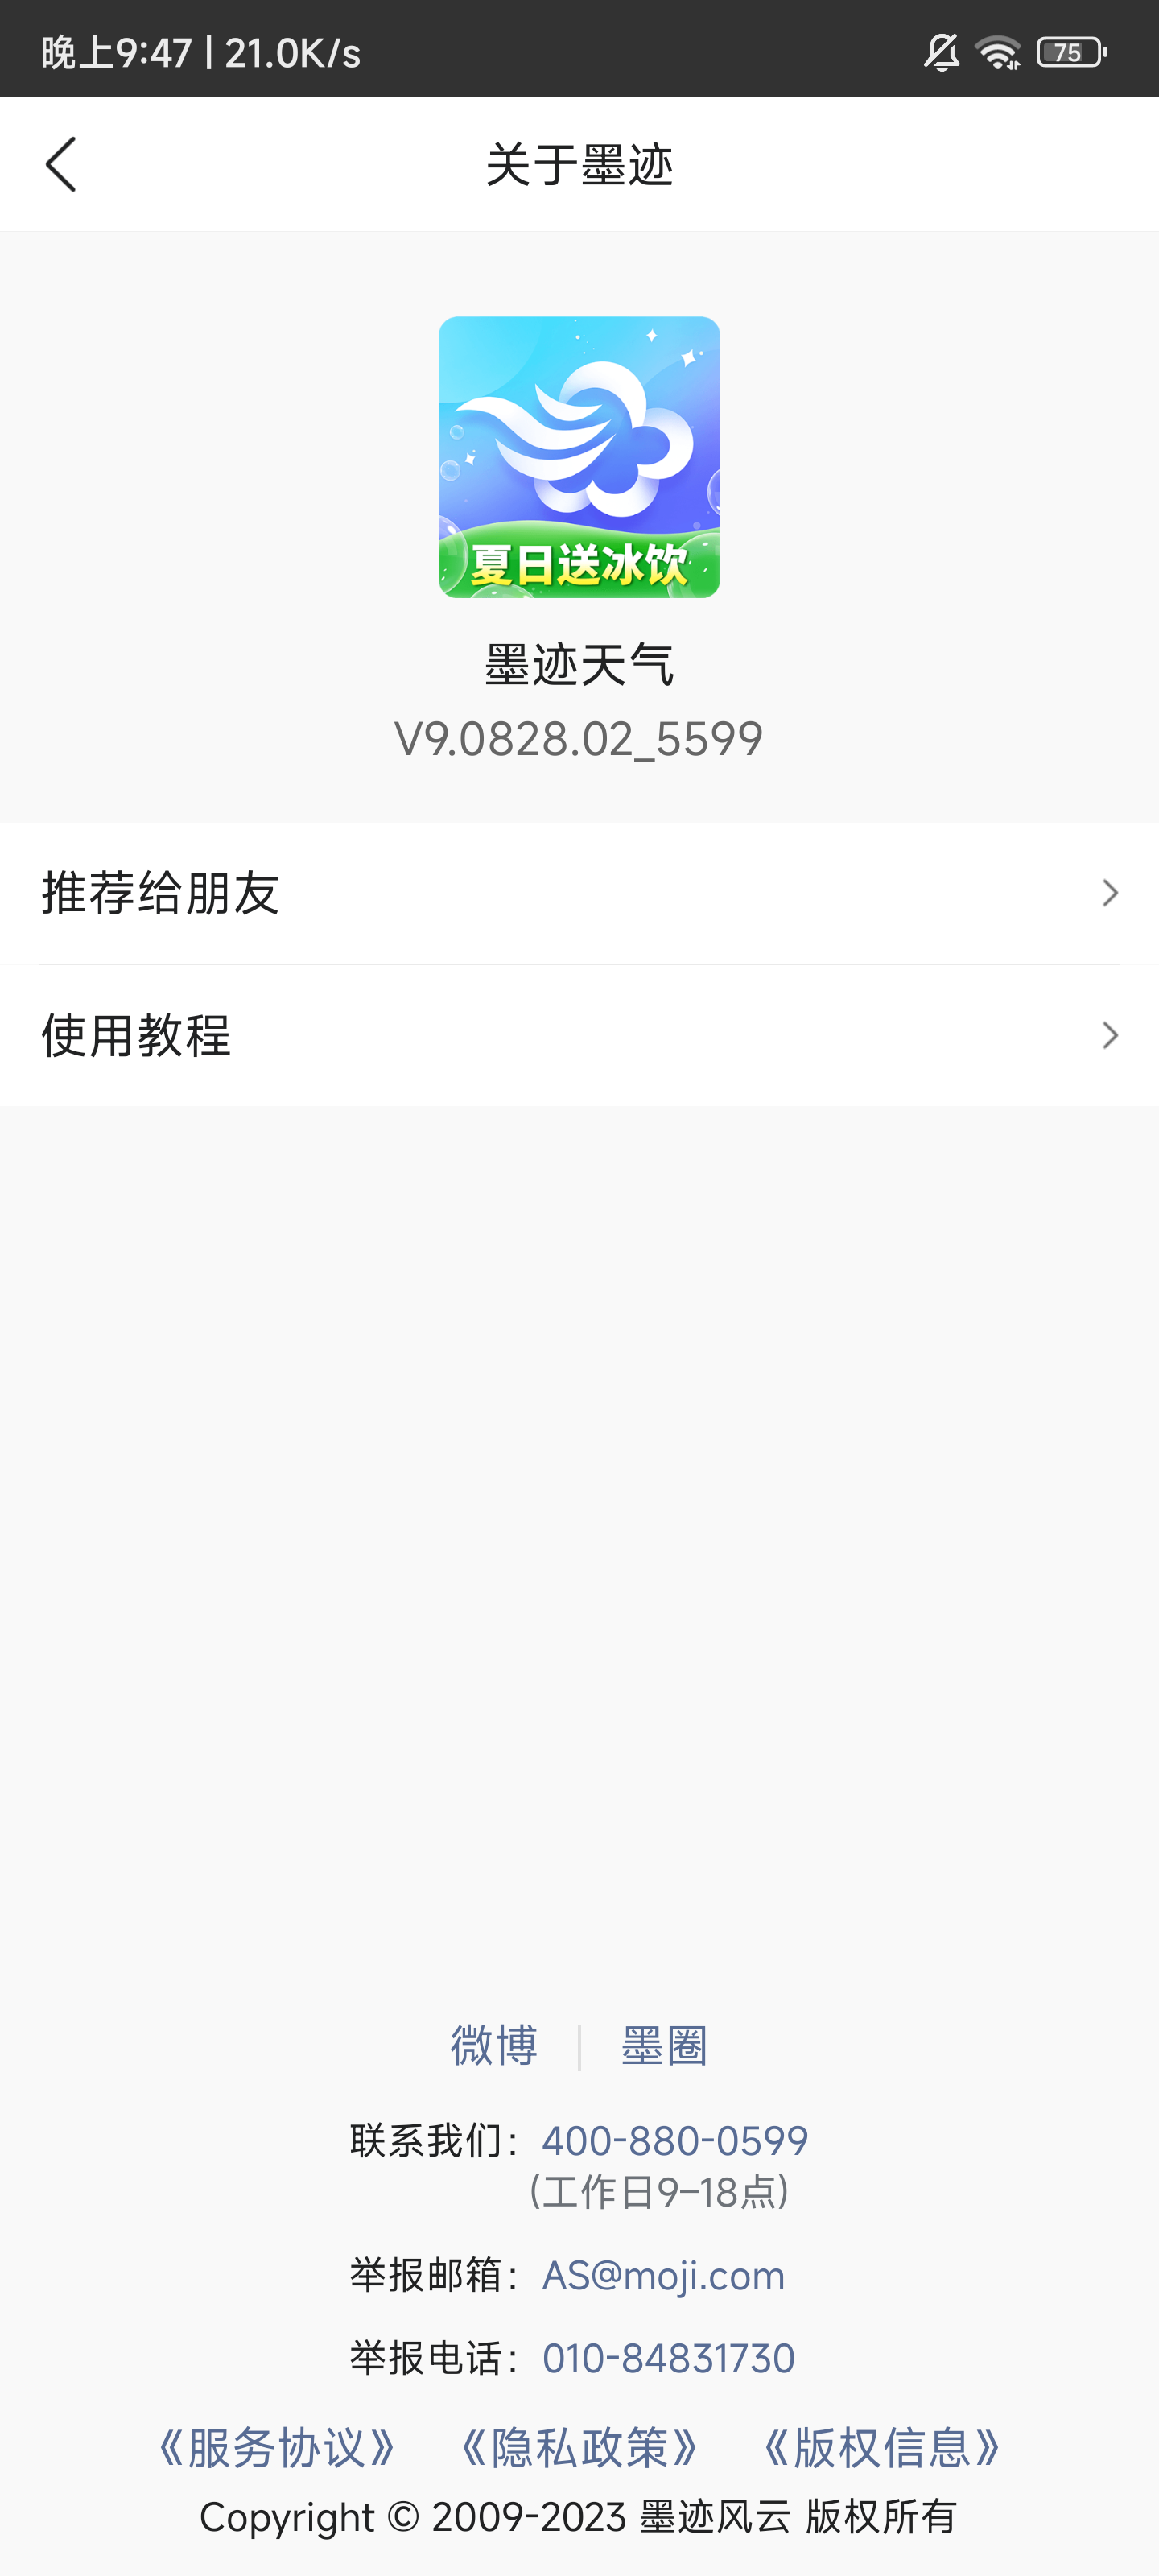 晚上9:47 | 21.0K/s
75
关于墨迹
夏日送冰饮
墨迹天气
V9.0828.02_5599
推荐给朋友
使用教程
微博 | 墨圈
联系我们：400-880-0599
(工作日9–18点)
举报邮箱：AS@moji.com
举报电话：010-84831730
《服务协议》 《隐私政策》 《版权信息》
Copyright © 2009-2023 墨迹风云 版权所有